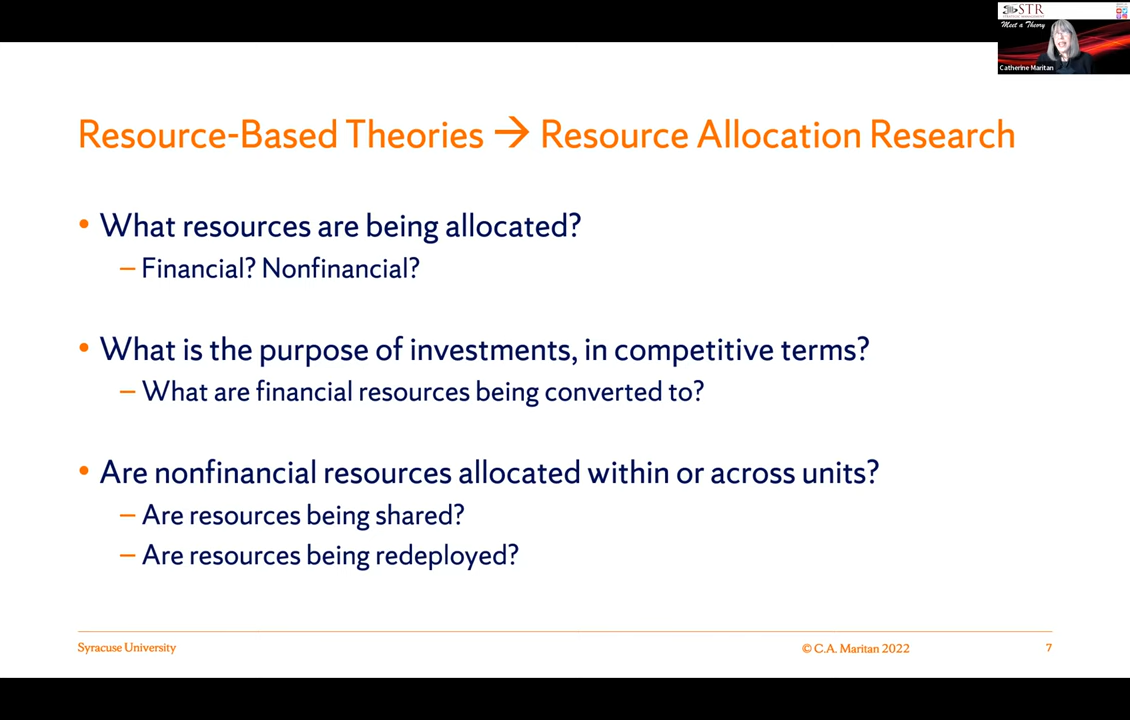 STR
Meet a Theory
Catherine Maritan
Resource-Based Theories → Resource Allocation Research
• What resources are being allocated?
– Financial? Nonfinancial?
• What is the purpose of investments, in competitive terms?
– What are financial resources being converted to?
• Are nonfinancial resources allocated within or across units?
– Are resources being shared?
– Are resources being redeployed?
Syracuse University
© C.A. Maritan 2022
7